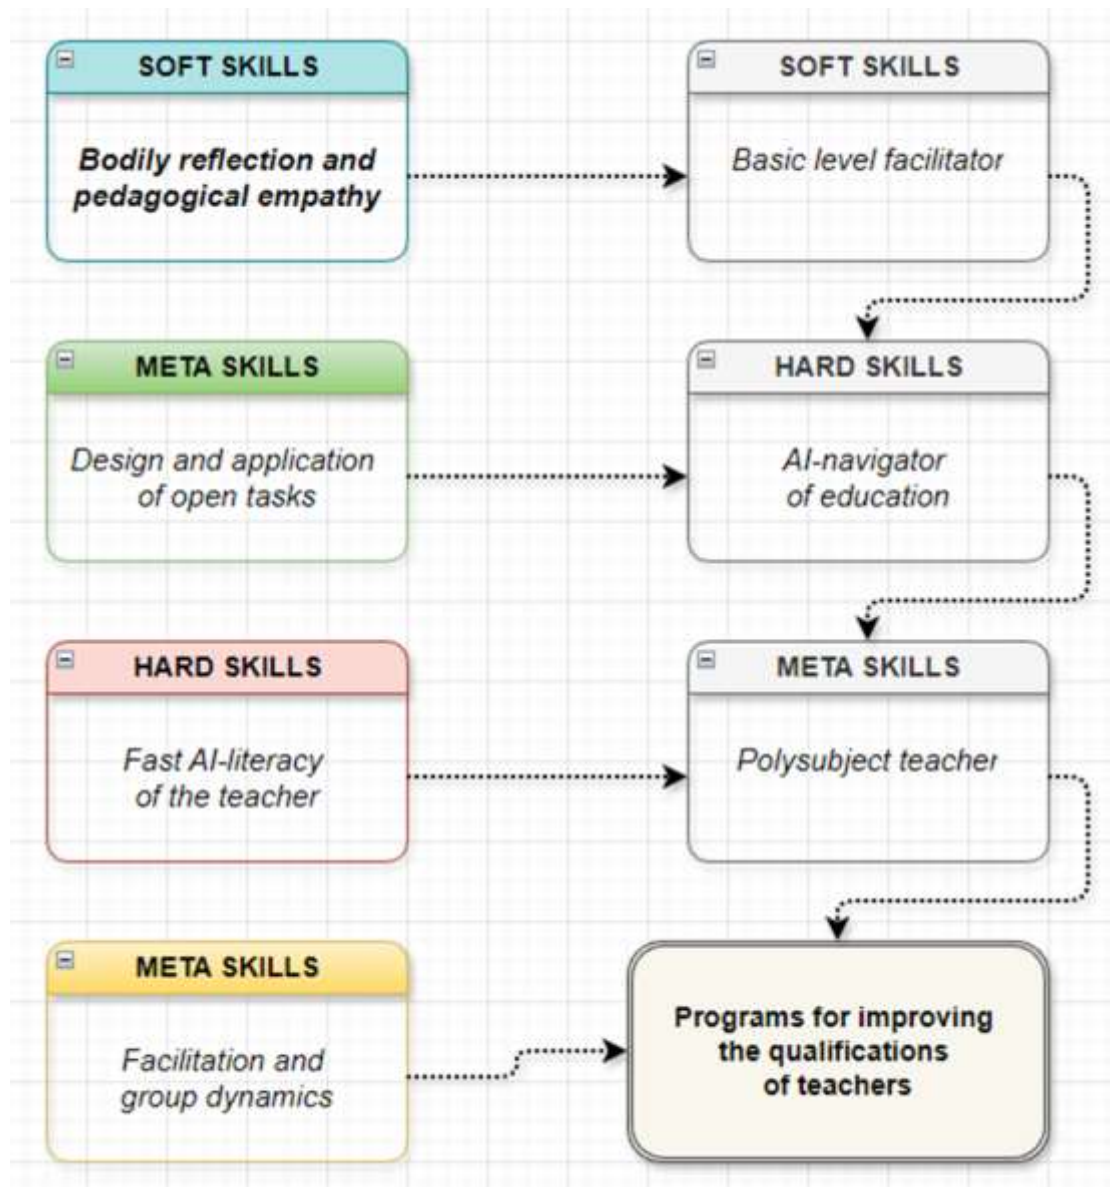 SOFT SKILLS
Bodily reflection and
pedagogical empathy
SOFT SKILLS
Basic level facilitator
META SKILLS
Design and application
of open tasks
HARD SKILLS
AI-navigator
of education
HARD SKILLS
Fast AI-literacy
of the teacher
META SKILLS
Polysubject teacher
META SKILLS
Facilitation and
group dynamics
Programs for improving
the qualifications
of teachers